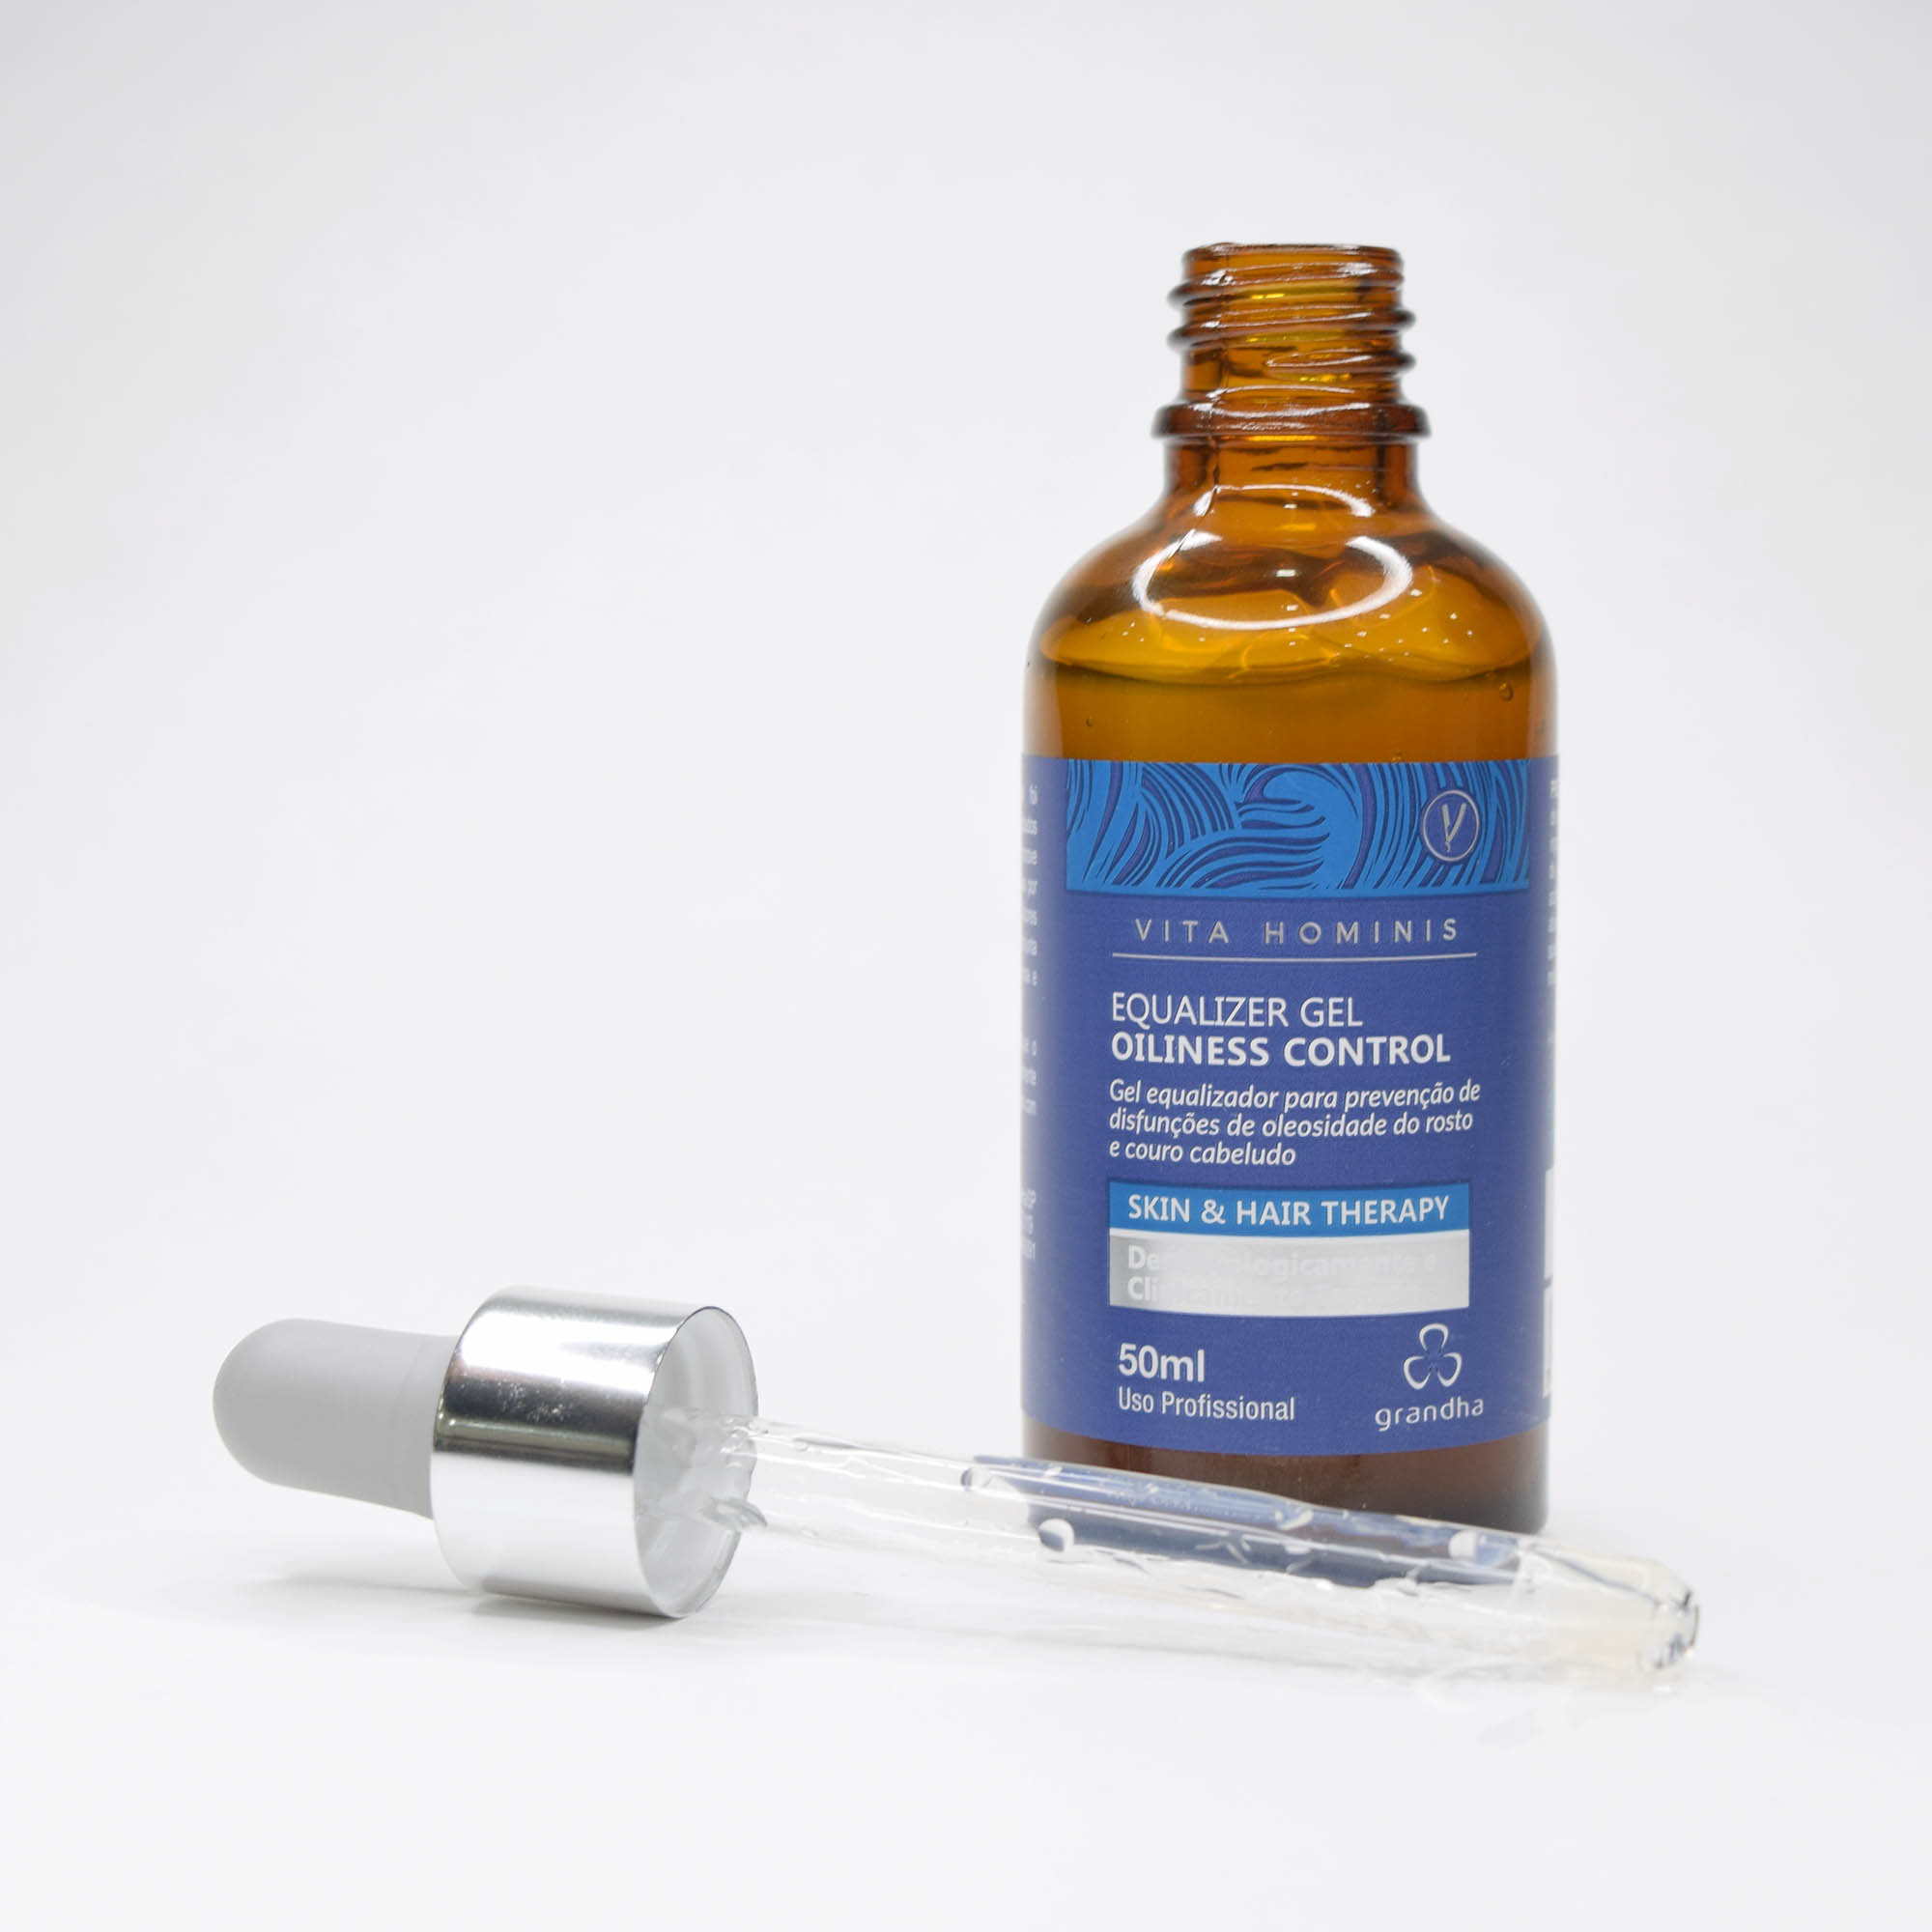 V
VITA HOMINIS
EQUALIZER GEL
OILINESS CONTROL
Gel equalizador para prevenção de
disfunções de oleosidade do rosto
e couro cabeludo
SKIN & HAIR THERAPY
50ml
Uso Profissional
grandha